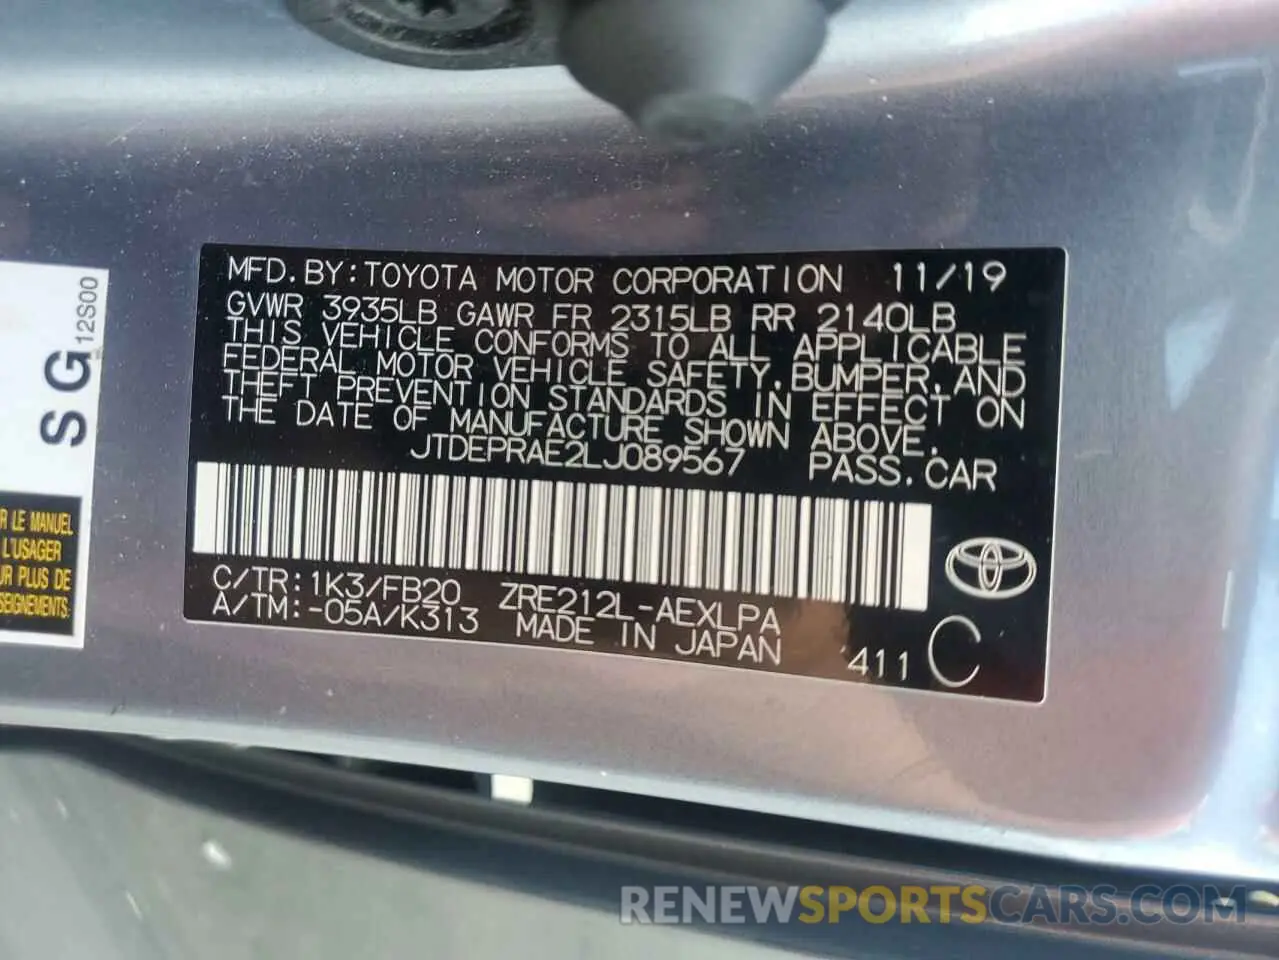 MFD. BY: TOYOTA MOTOR CORPORATION 11/19
GVWR 3935LB GAWR FR 2315LB RR 2140LB
THIS VEHICLE CONFORMS TO ALL APPLICABLE
FEDERAL MOTOR VEHICLE SAFETY, BUMPER, AND
THEFT PREVENTION STANDARDS IN EFFECT ON
THE DATE OF MANUFACTURE SHOWN ABOVE.
JTDEPRAE2LJ089567 PASS. CAR
C/TR: 1K3/FB20 ZRE212L-AEXLPA
A/TM: -05A/K313 MADE IN JAPAN
411 C
SG 12S00
R LE MANUEL
L'USAGER
UR PLUS DE
SEIGNEMENTS.
RENEWSPORTSCARS.COM